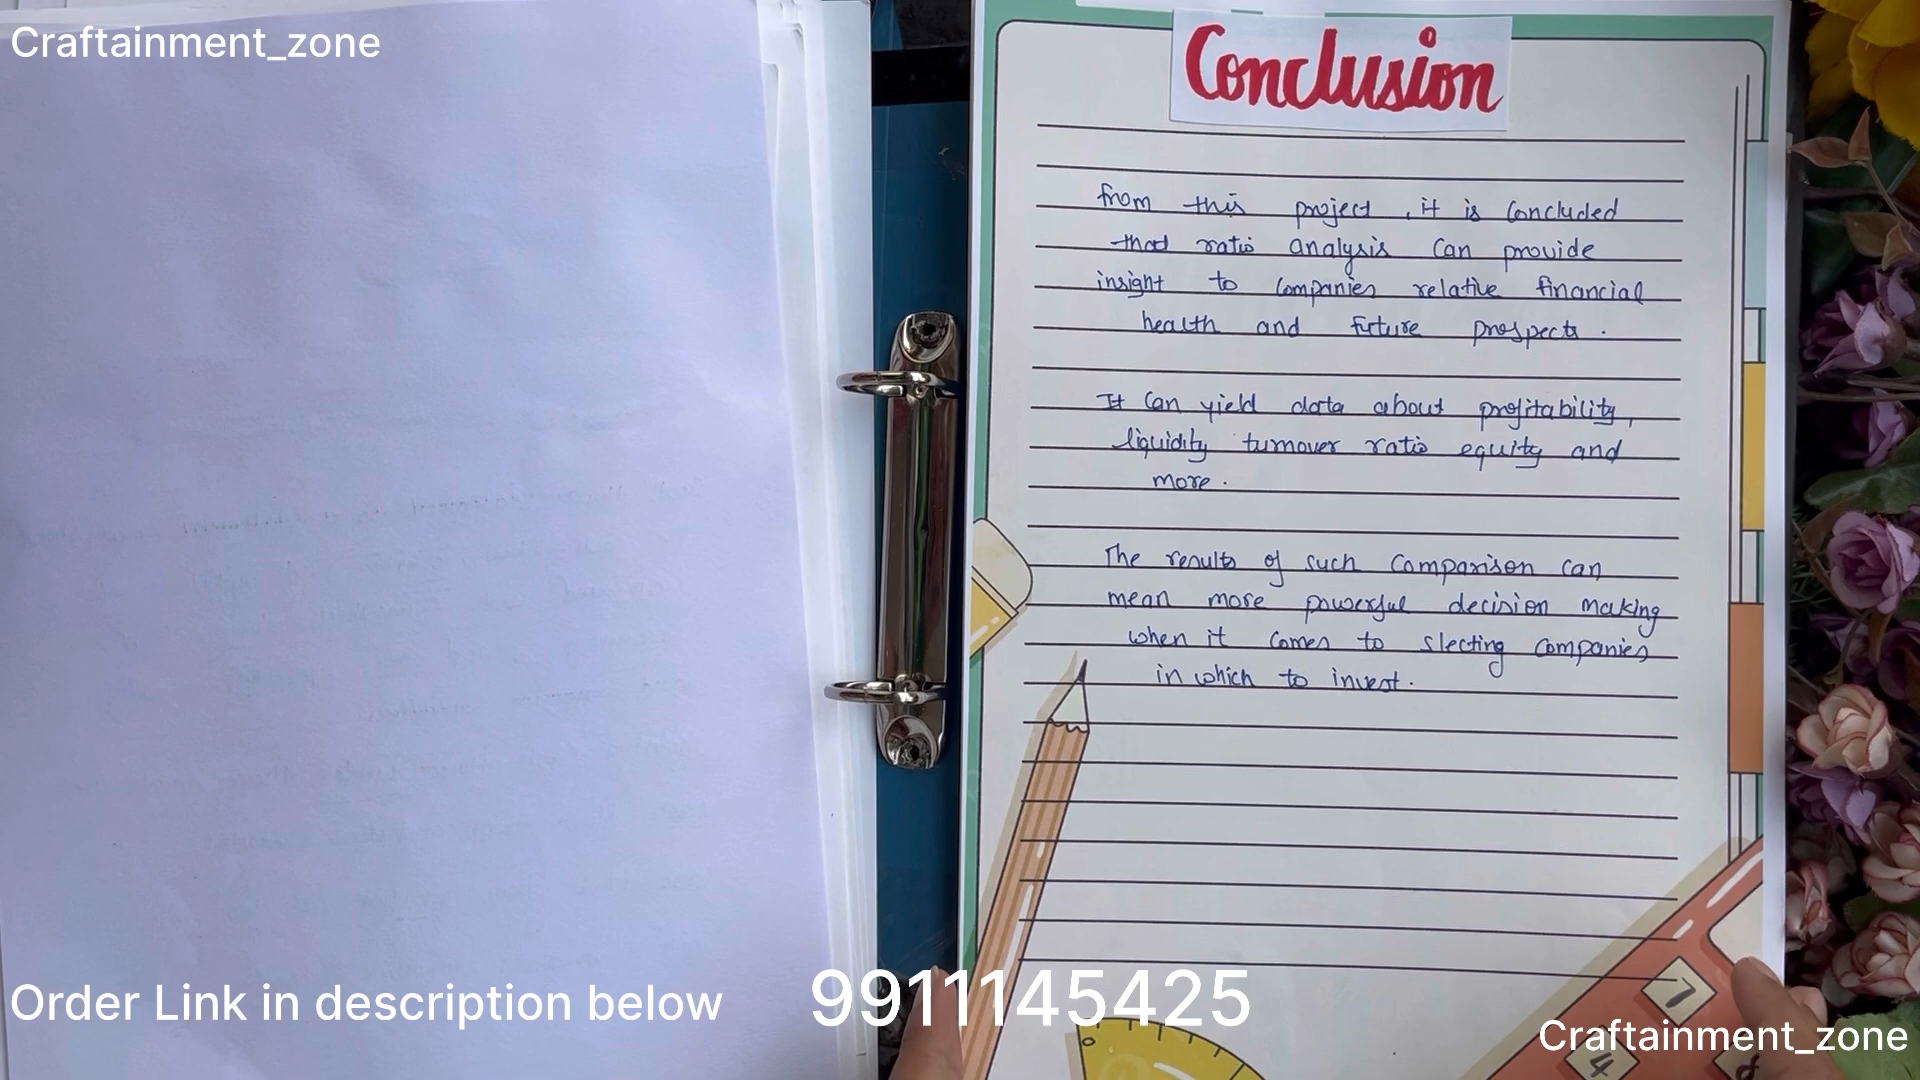 Craftainment_zone
Conclusion
from this project, it is concluded
that ratio analysis can provide
insight to companies relative financial
health and future prospects.
It can yield data about profitability,
liquidity turnover ratio equity and
more.
The results of such comparison can
mean more powerful decision making
when it comes to slecting companies
in which to invest.
Order Link in description below
9911145425
Craftainment_zone
7
4
0